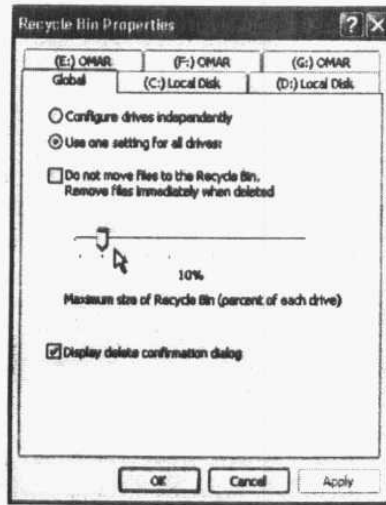 Recycle Bin Properties
(E:) OMAR (F:) OMAR (G:) OMAR
Global (C:) Local Disk (D:) Local Disk
Configure drives independently
Use one setting for all drives:
Do not move files to the Recycle Bin.
Remove files immediately when deleted
10%
Maximum size of Recycle Bin (percent of each drive)
Display delete confirmation dialog
OK Cancel Apply